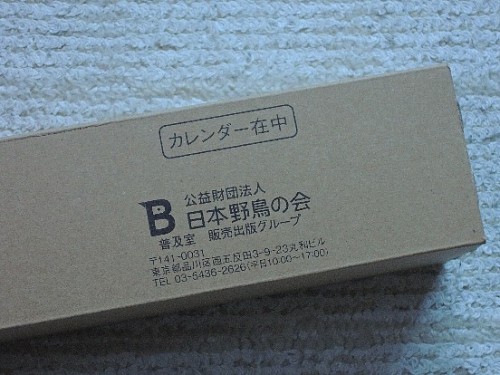 カレンダー在中
公益財団法人
B 日本野鳥の会
普及室 販売出版グループ
〒141-0031
東京都品川区西五反田3-9-23丸和ビル
TEL 03-5436-2626(平日10:00~17:00)